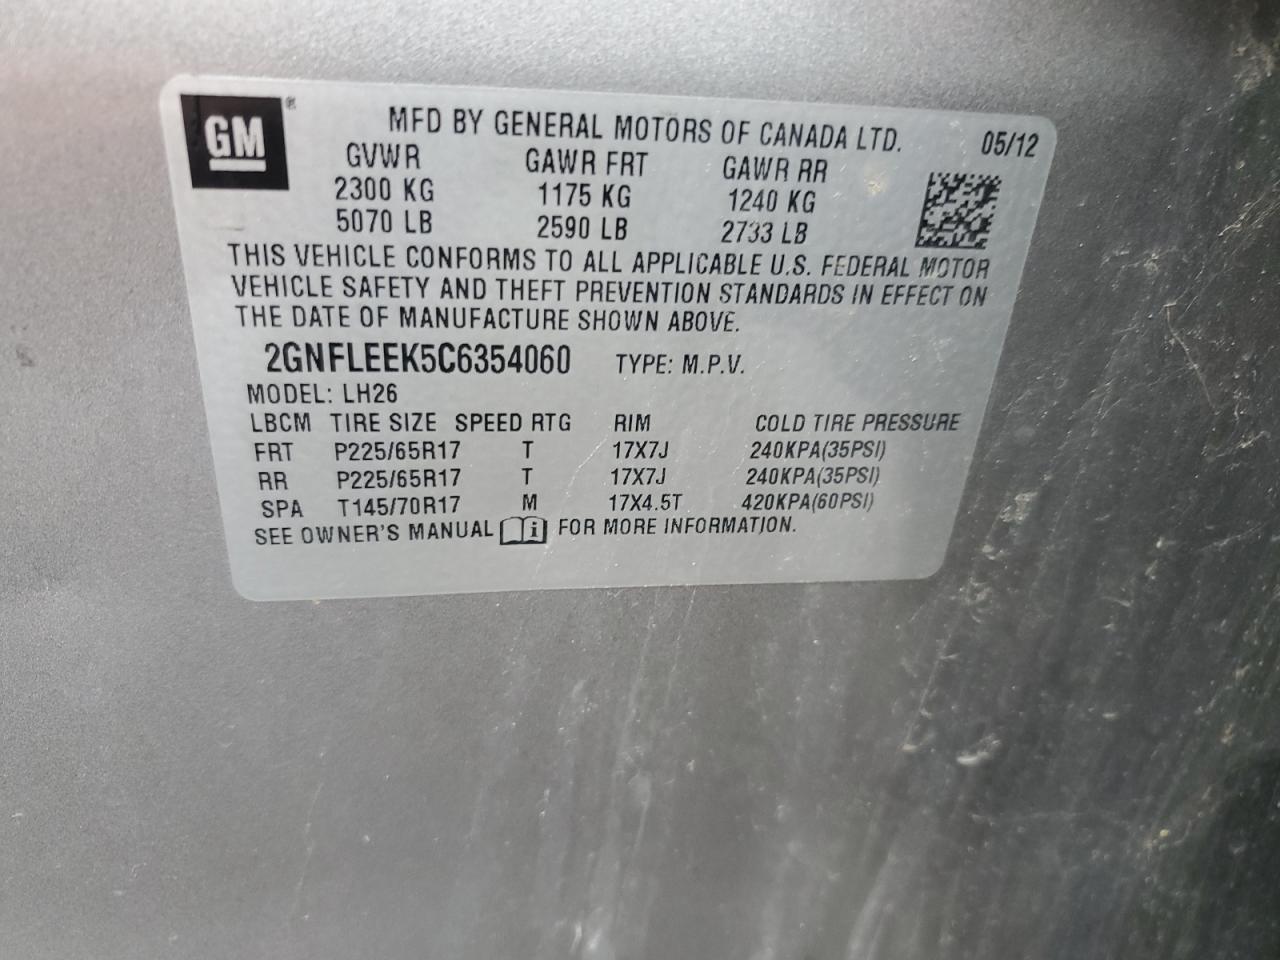 GM ®
MFD BY GENERAL MOTORS OF CANADA LTD. 05/12
GVWR GAWR FRT GAWR RR
2300 KG 1175 KG 1240 KG
5070 LB 2590 LB 2733 LB
THIS VEHICLE CONFORMS TO ALL APPLICABLE U.S. FEDERAL MOTOR
VEHICLE SAFETY AND THEFT PREVENTION STANDARDS IN EFFECT ON
THE DATE OF MANUFACTURE SHOWN ABOVE.
2GNFLEEK5C6354060 TYPE: M.P.V.
MODEL: LH26
LBCM TIRE SIZE SPEED RTG RIM COLD TIRE PRESSURE
FRT P225/65R17 T 17X7J 240KPA(35PSI)
RR P225/65R17 T 17X7J 240KPA(35PSI)
SPA T145/70R17 M 17X4.5T 420KPA(60PSI)
SEE OWNER'S MANUAL i FOR MORE INFORMATION.